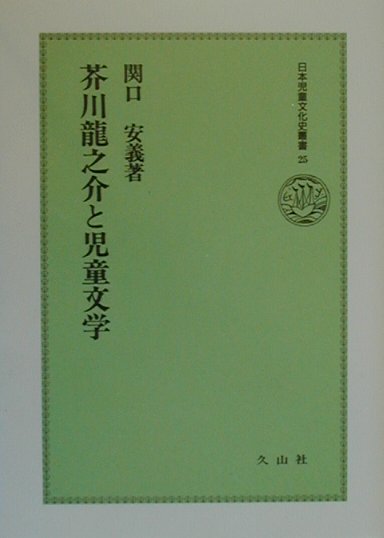 日本児童文化史叢書 25
関口 安義著
芥川龍之介と児童文学
久山社